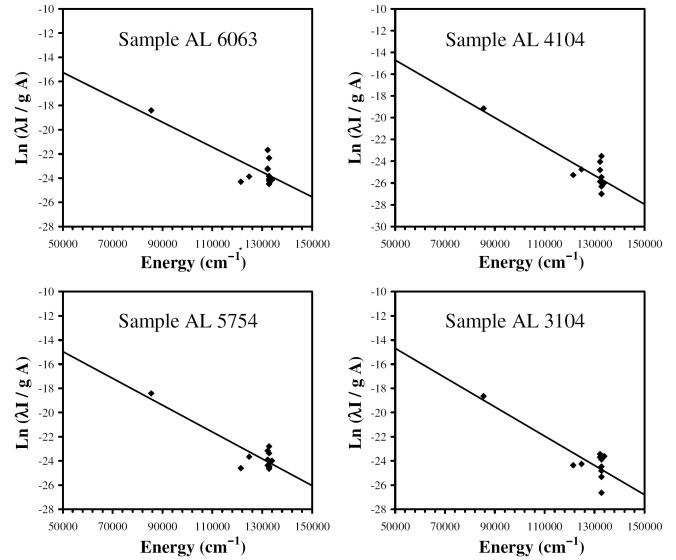 Sample AL 6063
Ln (λI / g A)
-10
-12
-14
-16
-18
-20
-22
-24
-26
-28
50000 70000 90000 110000 130000 150000
Energy (cm⁻¹)
Sample AL 4104
Ln (λI / g A)
-10
-12
-14
-16
-18
-20
-22
-24
-26
-28
-30
50000 70000 90000 110000 130000 150000
Energy (cm⁻¹)
Sample AL 5754
Ln (λI / g A)
-10
-12
-14
-16
-18
-20
-22
-24
-26
-28
50000 70000 90000 110000 130000 150000
Energy (cm⁻¹)
Sample AL 3104
Ln (λI / g A)
-10
-12
-14
-16
-18
-20
-22
-24
-26
-28
50000 70000 90000 110000 130000 150000
Energy (cm⁻¹)